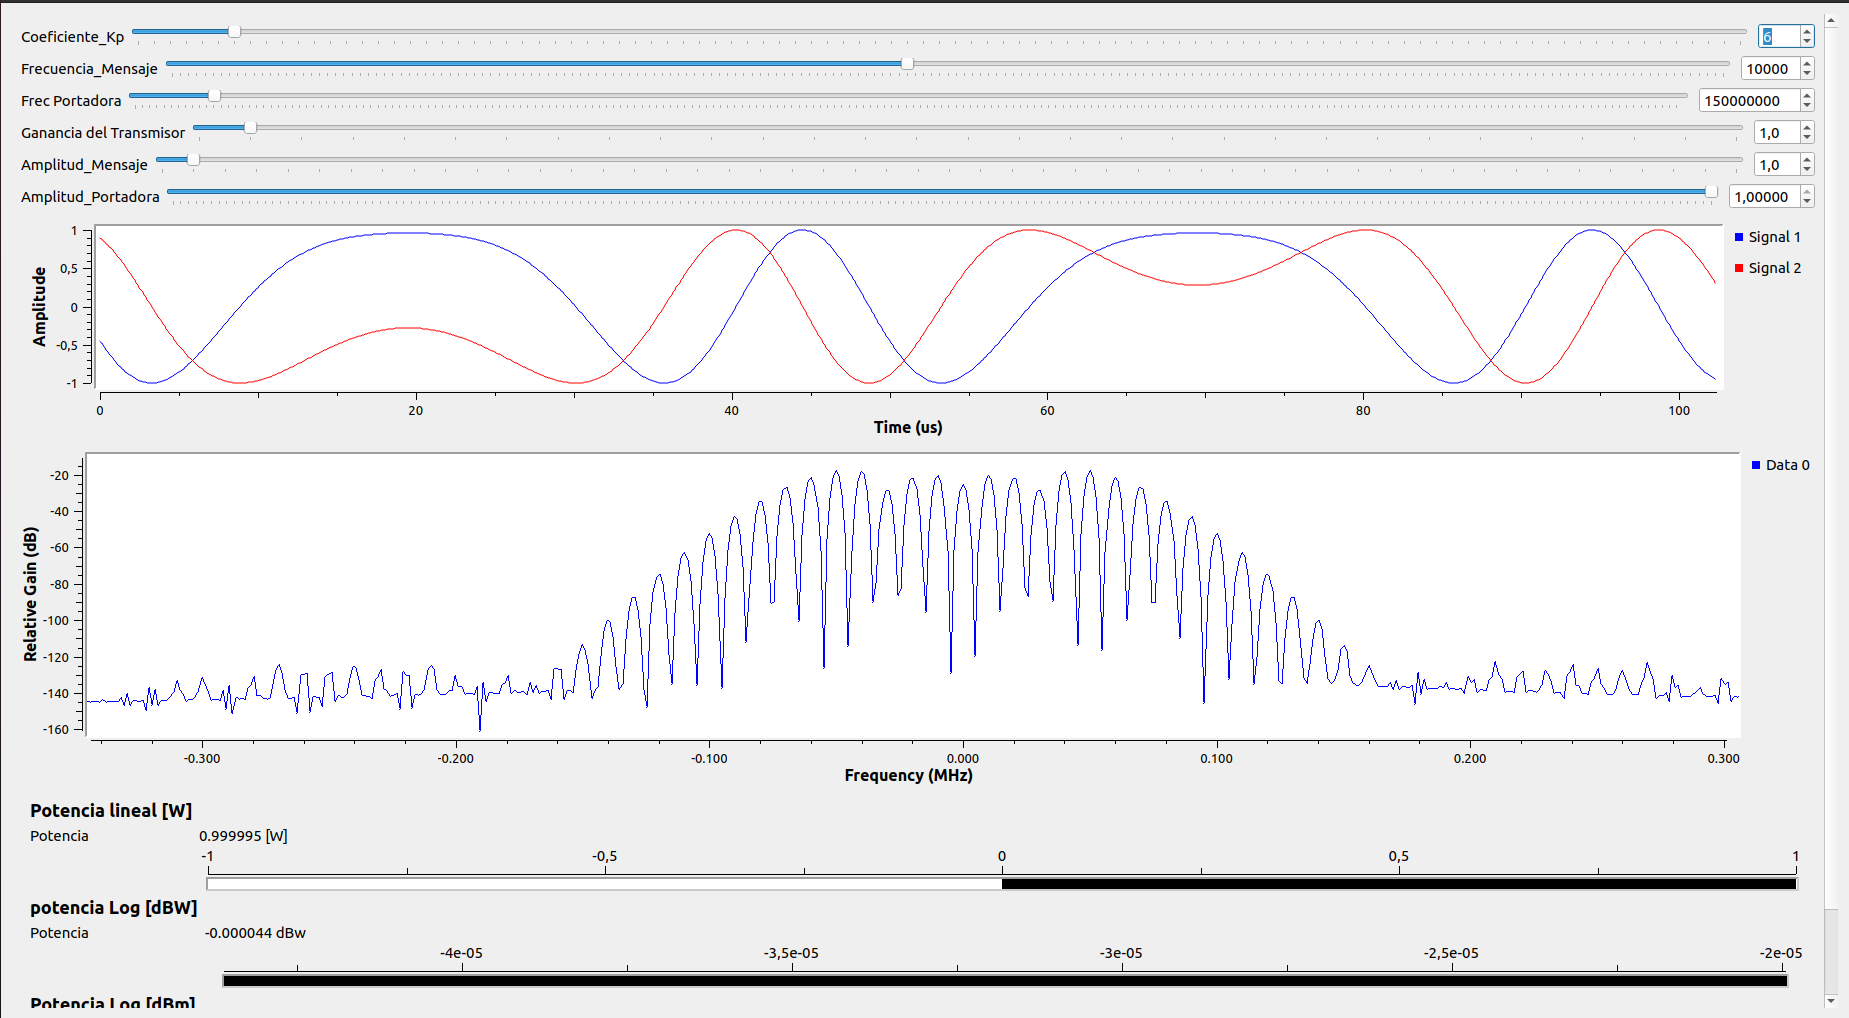 Coeficiente_Kp 6
Frecuencia_Mensaje 10000
Frec Portadora 150000000
Ganancia del Transmisor 1,0
Amplitud_Mensaje 1,0
Amplitud_Portadora 1,00000
1
0,5
0
-0,5
-1
Amplitude
Signal 1
Signal 2
0 20 40 60 80 100
Time (us)
-20
-40
-60
-80
-100
-120
-140
-160
Relative Gain (dB)
Data 0
-0.300 -0.200 -0.100 0.000 0.100 0.200 0.300
Frequency (MHz)
Potencia lineal [W]
Potencia 0.999995 [W]
-1 -0,5 0 0,5 1
potencia Log [dBW]
Potencia -0.000044 dBw
-4e-05 -3,5e-05 -3e-05 -2,5e-05 -2e-05
Potencia Log [dBm]